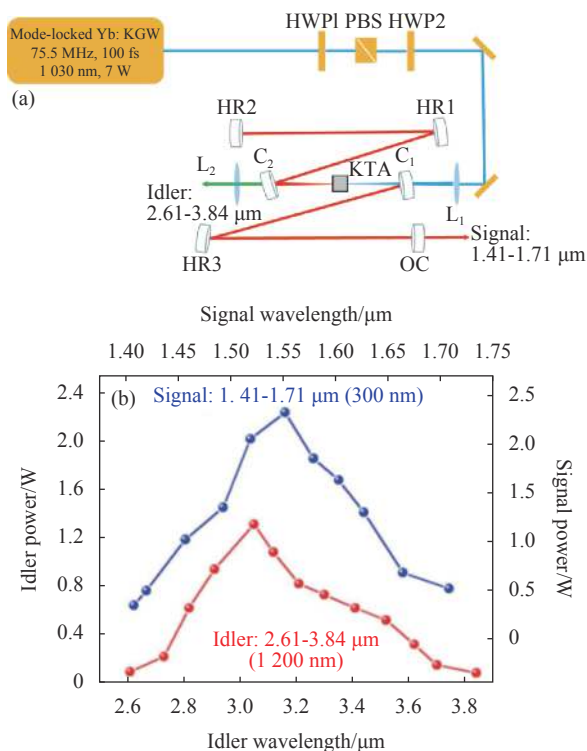 Mode-locked Yb: KGW
75.5 MHz, 100 fs
1 030 nm, 7 W
HWP1 PBS HWP2
(a)
HR2
HR1
L2
C2
KTA
C1
Idler:
2.61-3.84 μm
L1
HR3
OC
Signal:
1.41-1.71 μm
Signal wavelength/μm
1.40 1.45 1.50 1.55 1.60 1.65 1.70 1.75
(b)
Signal: 1. 41-1.71 μm (300 nm)
2.4
2.0
1.6
1.2
0.8
0.4
0
Idler power/W
2.5
2.0
1.5
1.0
0.5
0
Signal power/W
Idler: 2.61-3.84 μm
(1 200 nm)
2.6 2.8 3.0 3.2 3.4 3.6 3.8
Idler wavelength/μm